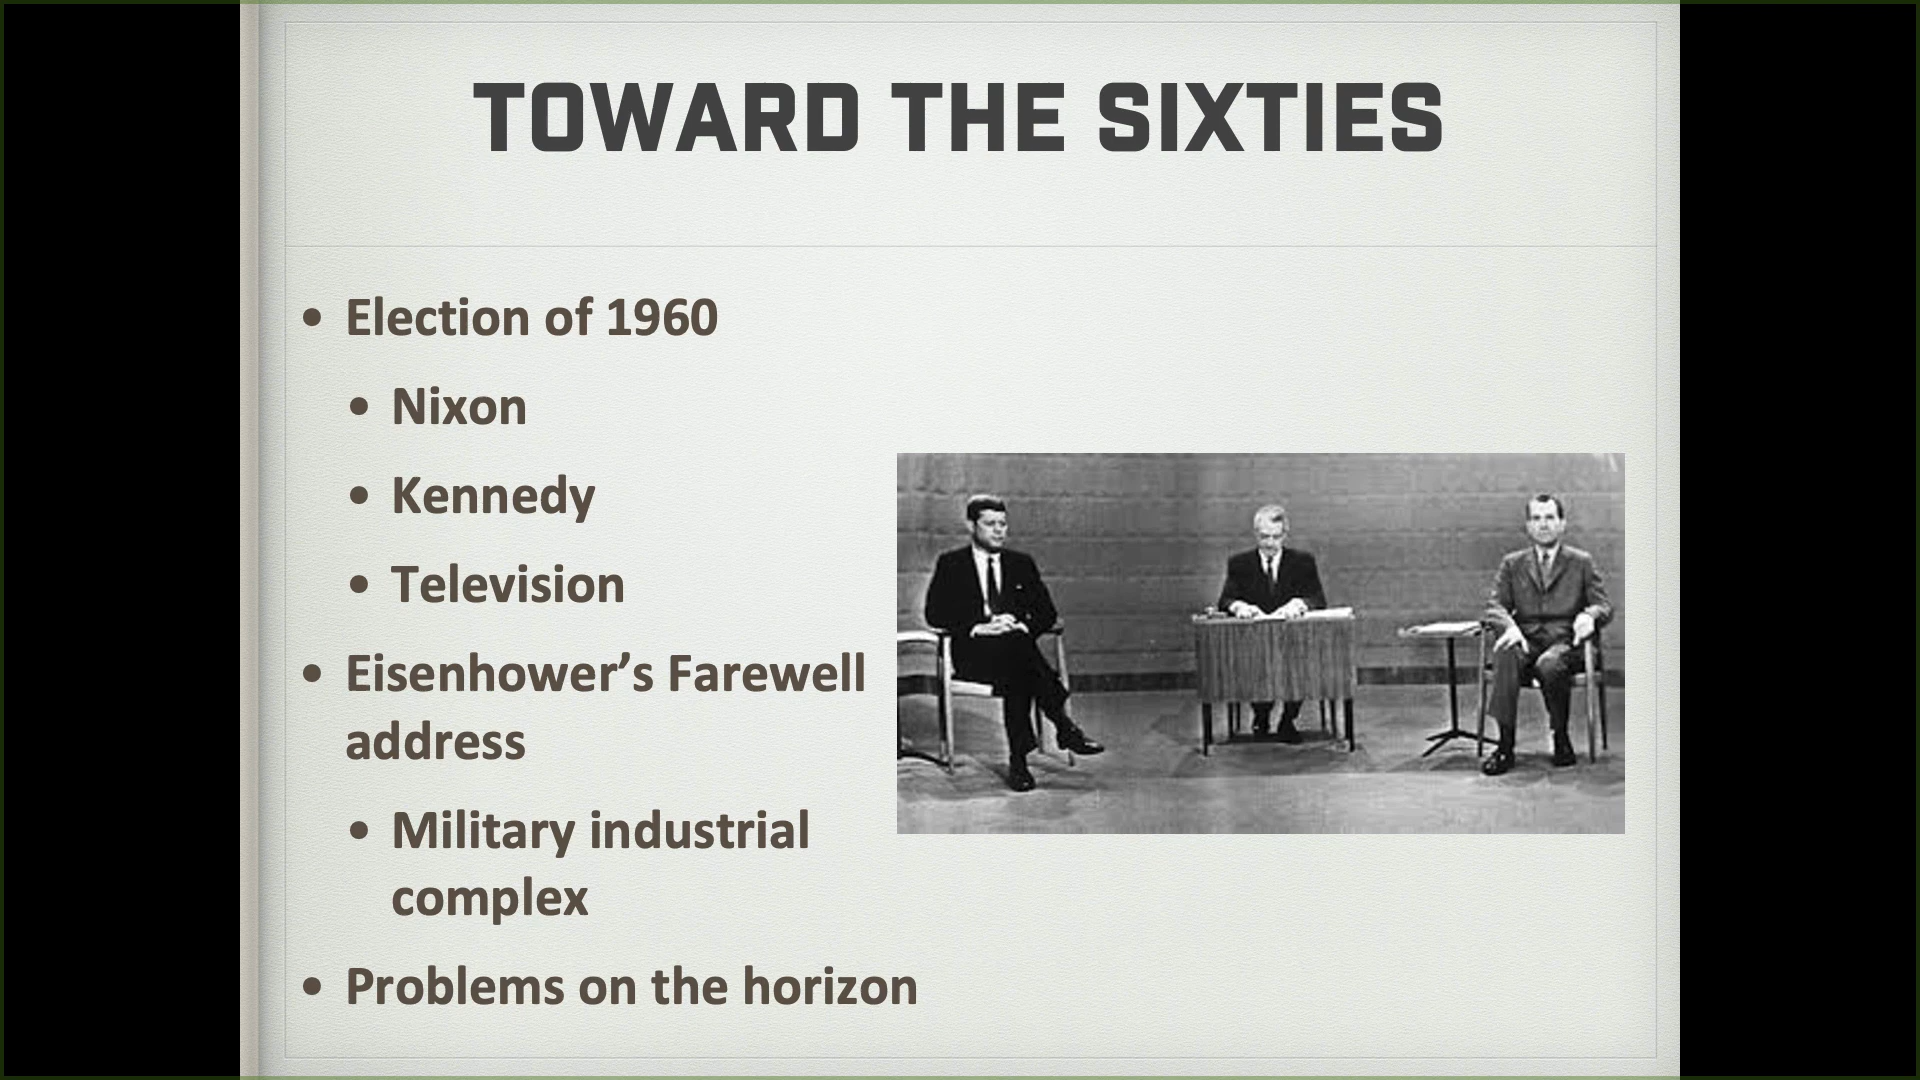 TOWARD THE SIXTIES
• Election of 1960
• Nixon
• Kennedy
• Television
• Eisenhower’s Farewell
address
• Military industrial
complex
• Problems on the horizon